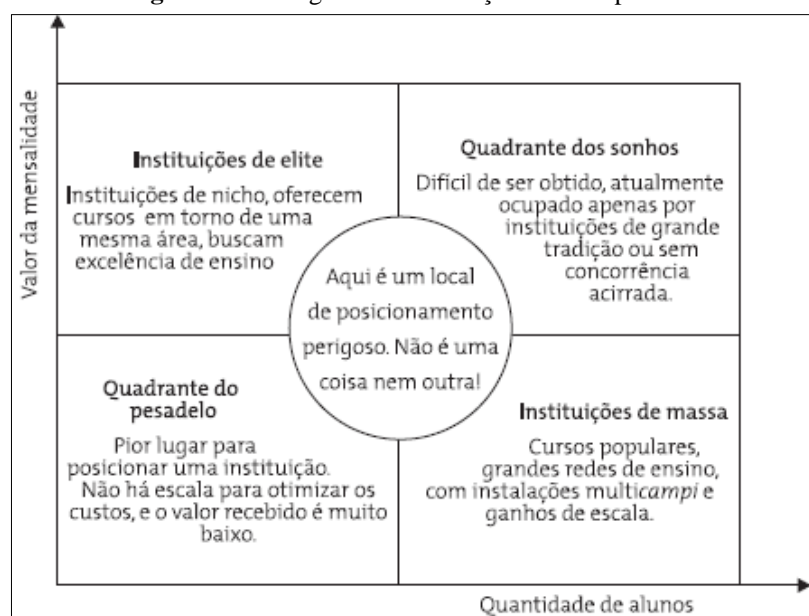 Valor da mensalidade
Instituições de elite
Instituições de nicho, oferecem
cursos em torno de uma
mesma área, buscam
excelência de ensino
Quadrante dos sonhos
Difícil de ser obtido, atualmente
ocupado apenas por
instituições de grande
tradição ou sem
concorrência
acirrada.
Aqui é um local
de posicionamento
perigoso. Não é uma
coisa nem outra!
Quadrante do
pesadelo
Pior lugar para
posicionar uma instituição.
Não há escala para otimizar os
custos, e o valor recebido é muito
baixo.
Instituições de massa
Cursos populares,
grandes redes de ensino,
com instalações multicampi e
ganhos de escala.
Quantidade de alunos